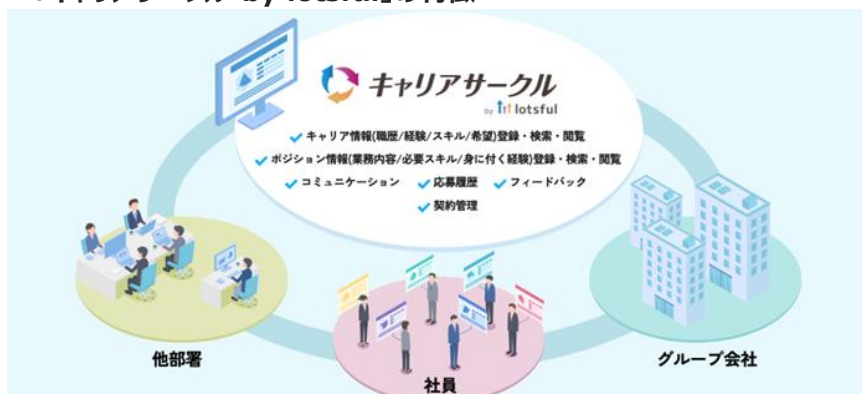 by lotsful
キャリアサークル
by lotsful
キャリア情報(職歴/経験/スキル/希望)登録・検索・閲覧
ポジション情報(業務内容/必要スキル/身に付く経験)登録・検索・閲覧
コミュニケーション 応募履歴 フィードバック
契約管理
他部署
社員
グループ会社